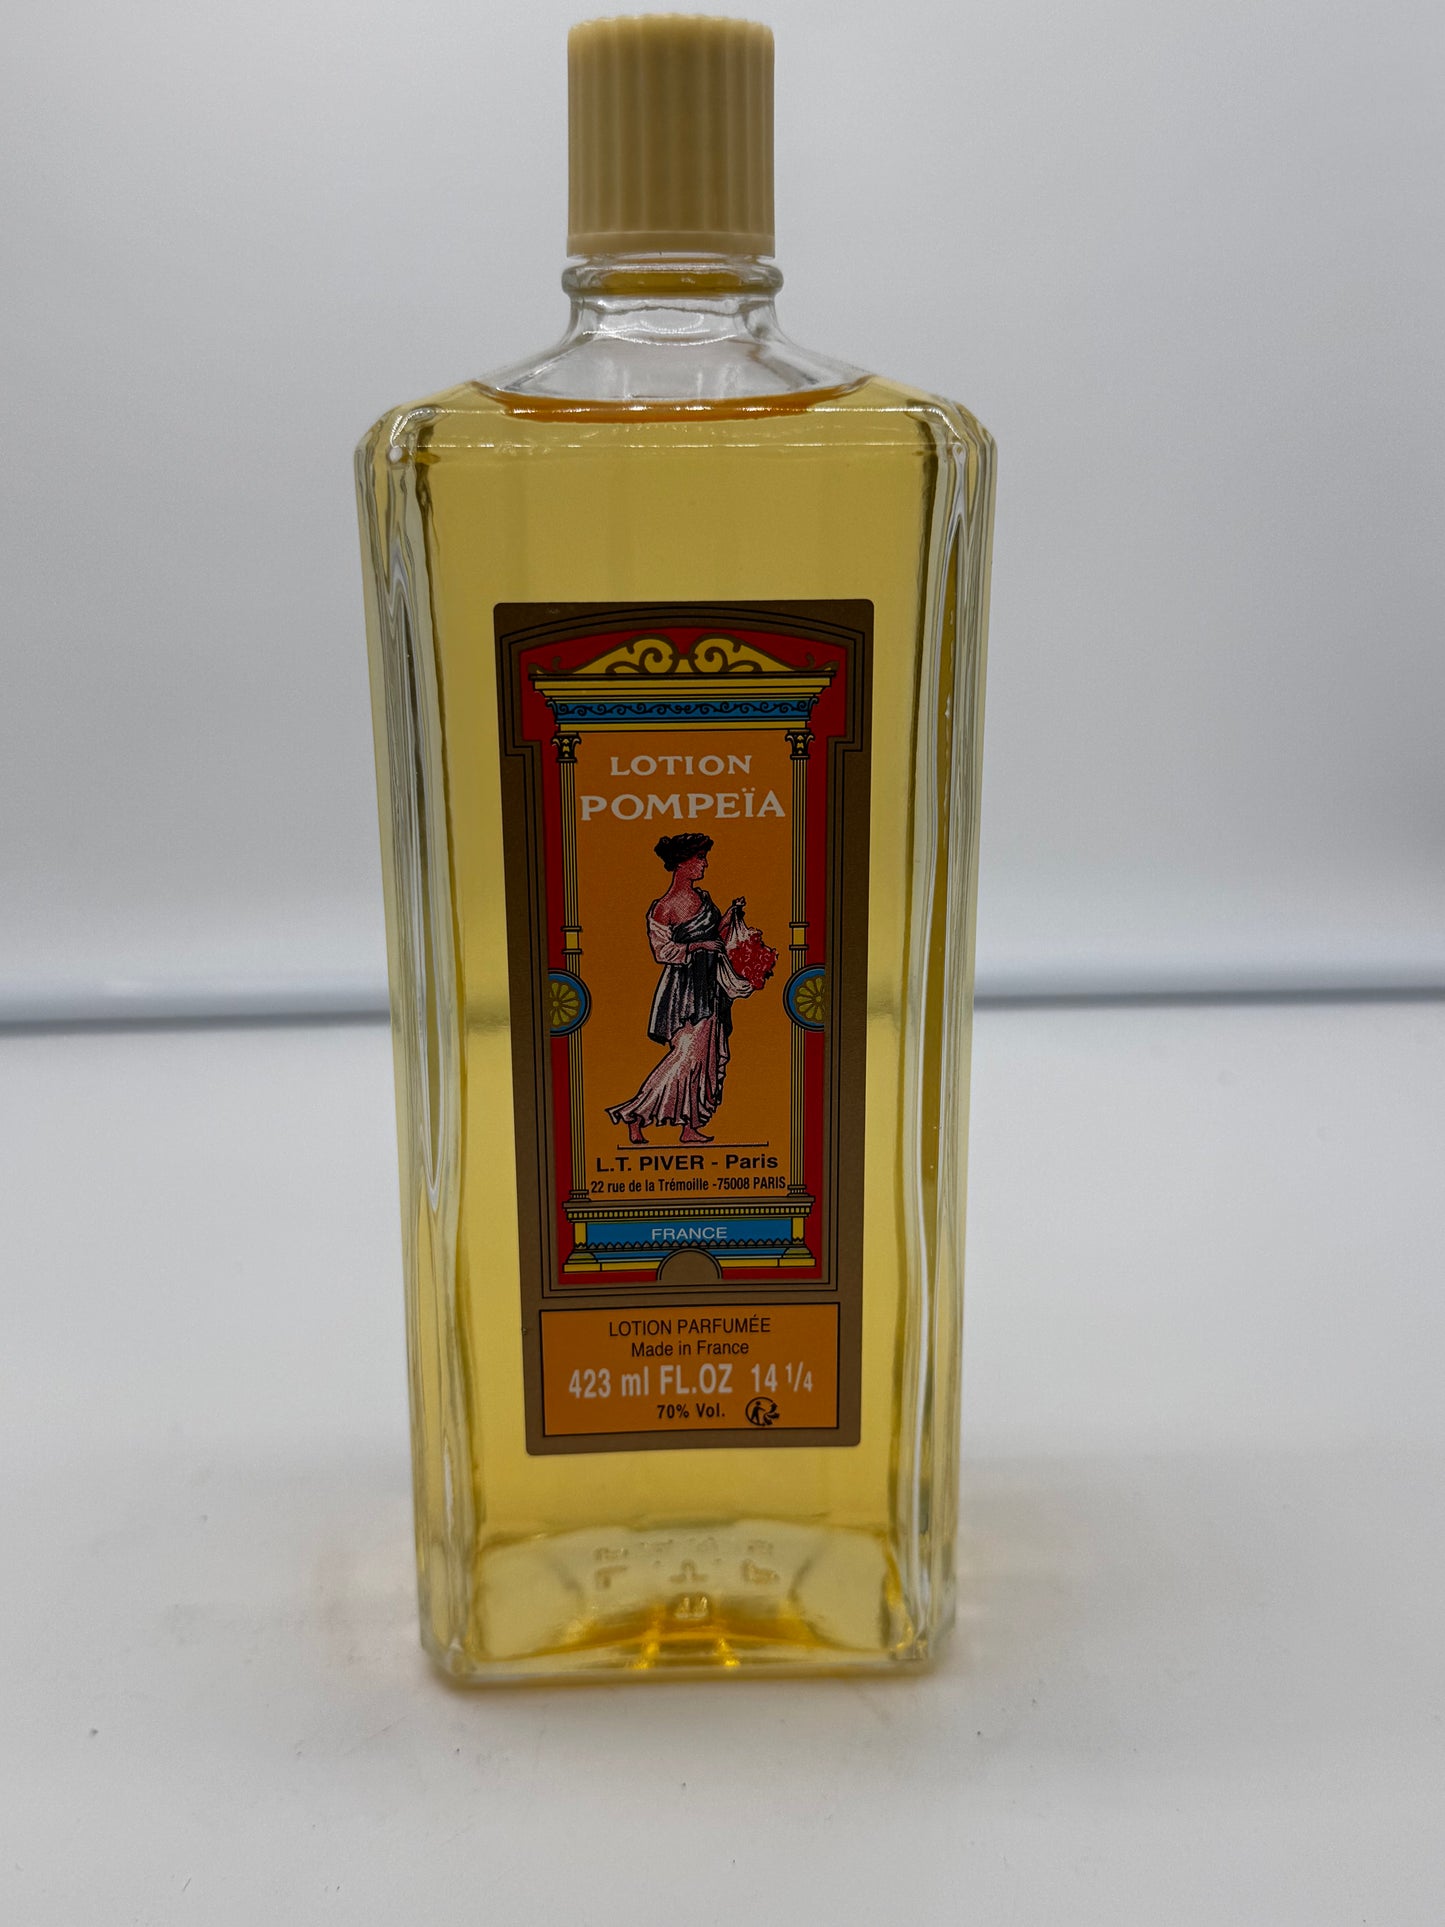 LOTION
POMPEÏA
L.T. PIVER - Paris
22 rue de la Trémoille -75008 PARIS
FRANCE
LOTION PARFUMÉE
Made in France
423 ml FL.OZ 14 1/4
70% Vol.